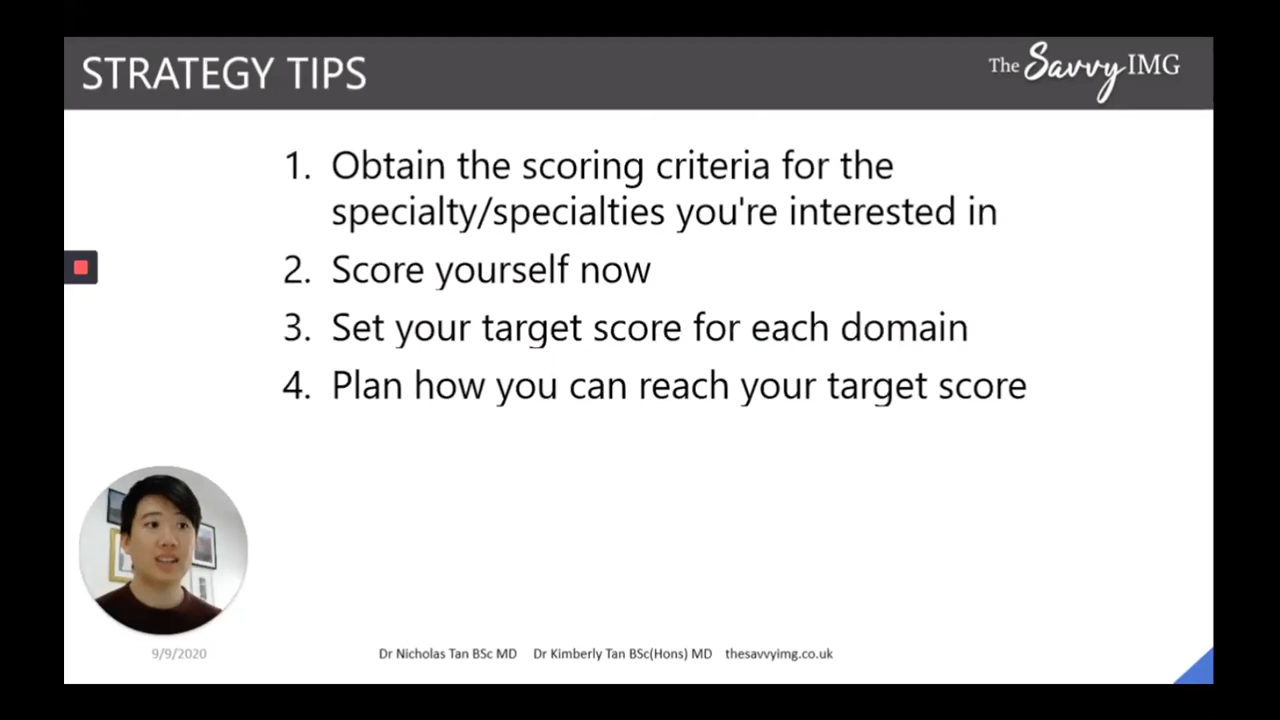 STRATEGY TIPS
The Savvy IMG
1. Obtain the scoring criteria for the
specialty/specialties you're interested in
2. Score yourself now
3. Set your target score for each domain
4. Plan how you can reach your target score
9/9/2020
Dr Nicholas Tan BSc MD Dr Kimberly Tan BSc(Hons) MD thesavvyimg.co.uk